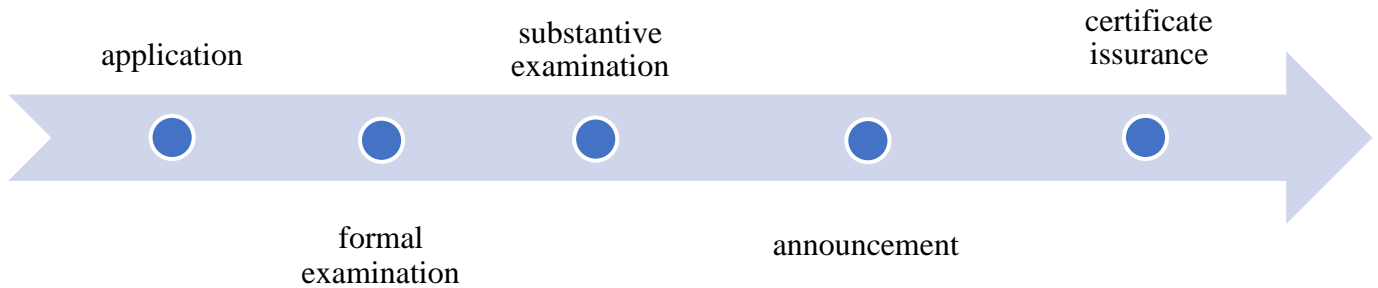 application
formal
examination
substantive
examination
announcement
certificate
issurance